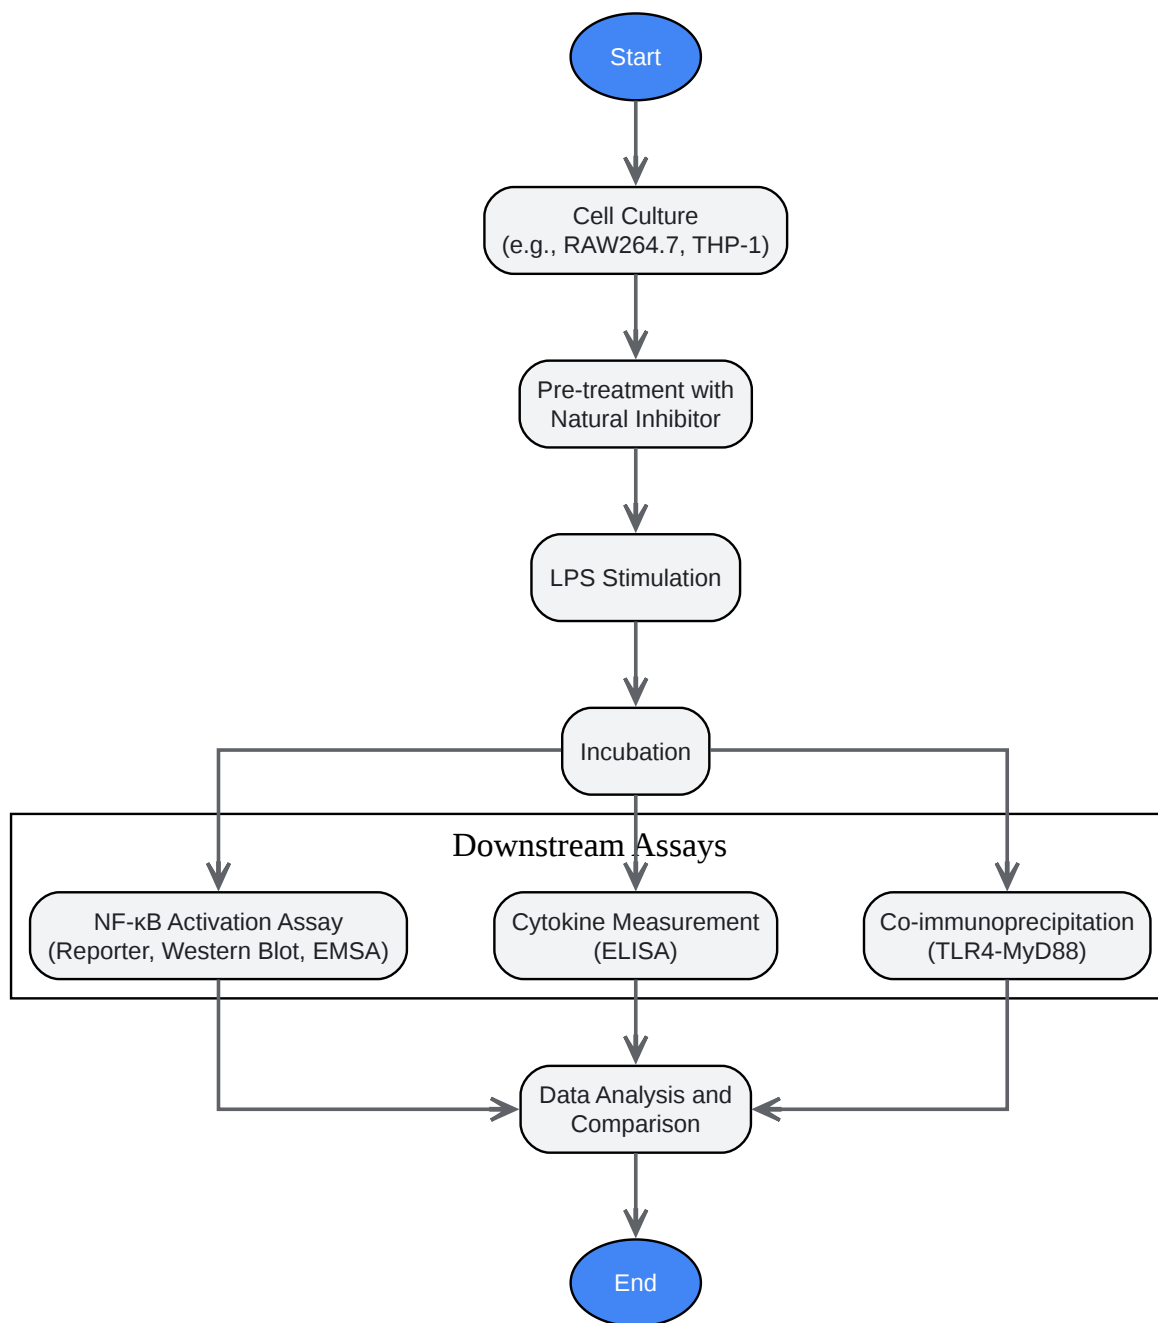 Start
Cell Culture
(e.g., RAW264.7, THP-1)
Pre-treatment with
Natural Inhibitor
LPS Stimulation
Incubation
Downstream Assays
NF-κB Activation Assay
(Reporter, Western Blot, EMSA)
Cytokine Measurement
(ELISA)
Co-immunoprecipitation
(TLR4-MyD88)
Data Analysis and
Comparison
End